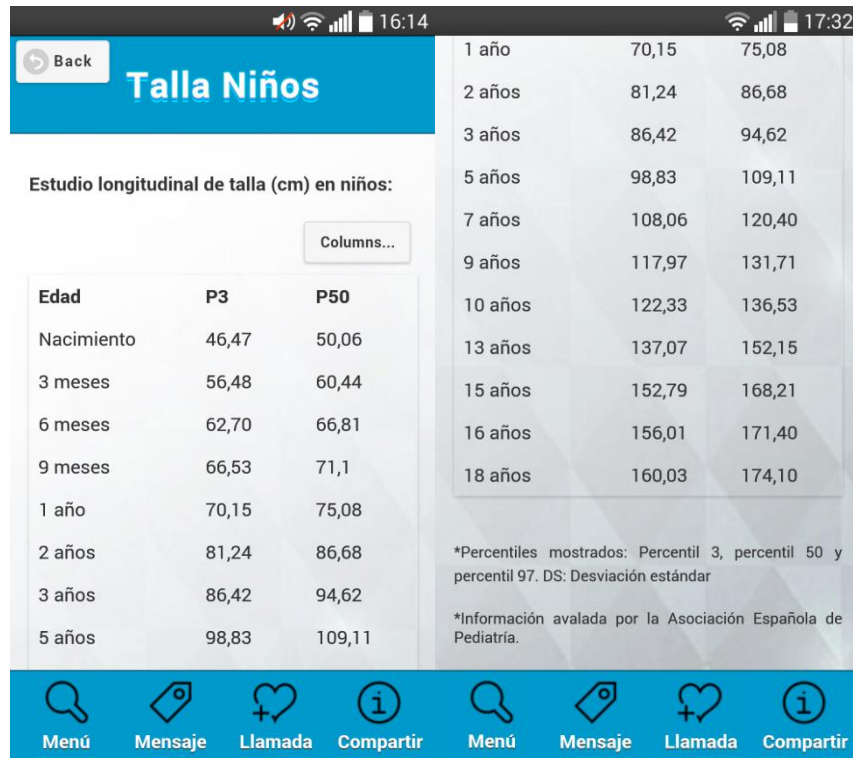 16:14
Back
Talla Niños
Estudio longitudinal de talla (cm) en niños:
Columns...
Edad P3 P50
Nacimiento 46,47 50,06
3 meses 56,48 60,44
6 meses 62,70 66,81
9 meses 66,53 71,1
1 año 70,15 75,08
2 años 81,24 86,68
3 años 86,42 94,62
5 años 98,83 109,11
Menú Mensaje Llamada Compartir
17:32
1 año 70,15 75,08
2 años 81,24 86,68
3 años 86,42 94,62
5 años 98,83 109,11
7 años 108,06 120,40
9 años 117,97 131,71
10 años 122,33 136,53
13 años 137,07 152,15
15 años 152,79 168,21
16 años 156,01 171,40
18 años 160,03 174,10
*Percentiles mostrados: Percentil 3, percentil 50 y
percentil 97. DS: Desviación estándar
*Información avalada por la Asociación Española de
Pediatría.
Menú Mensaje Llamada Compartir